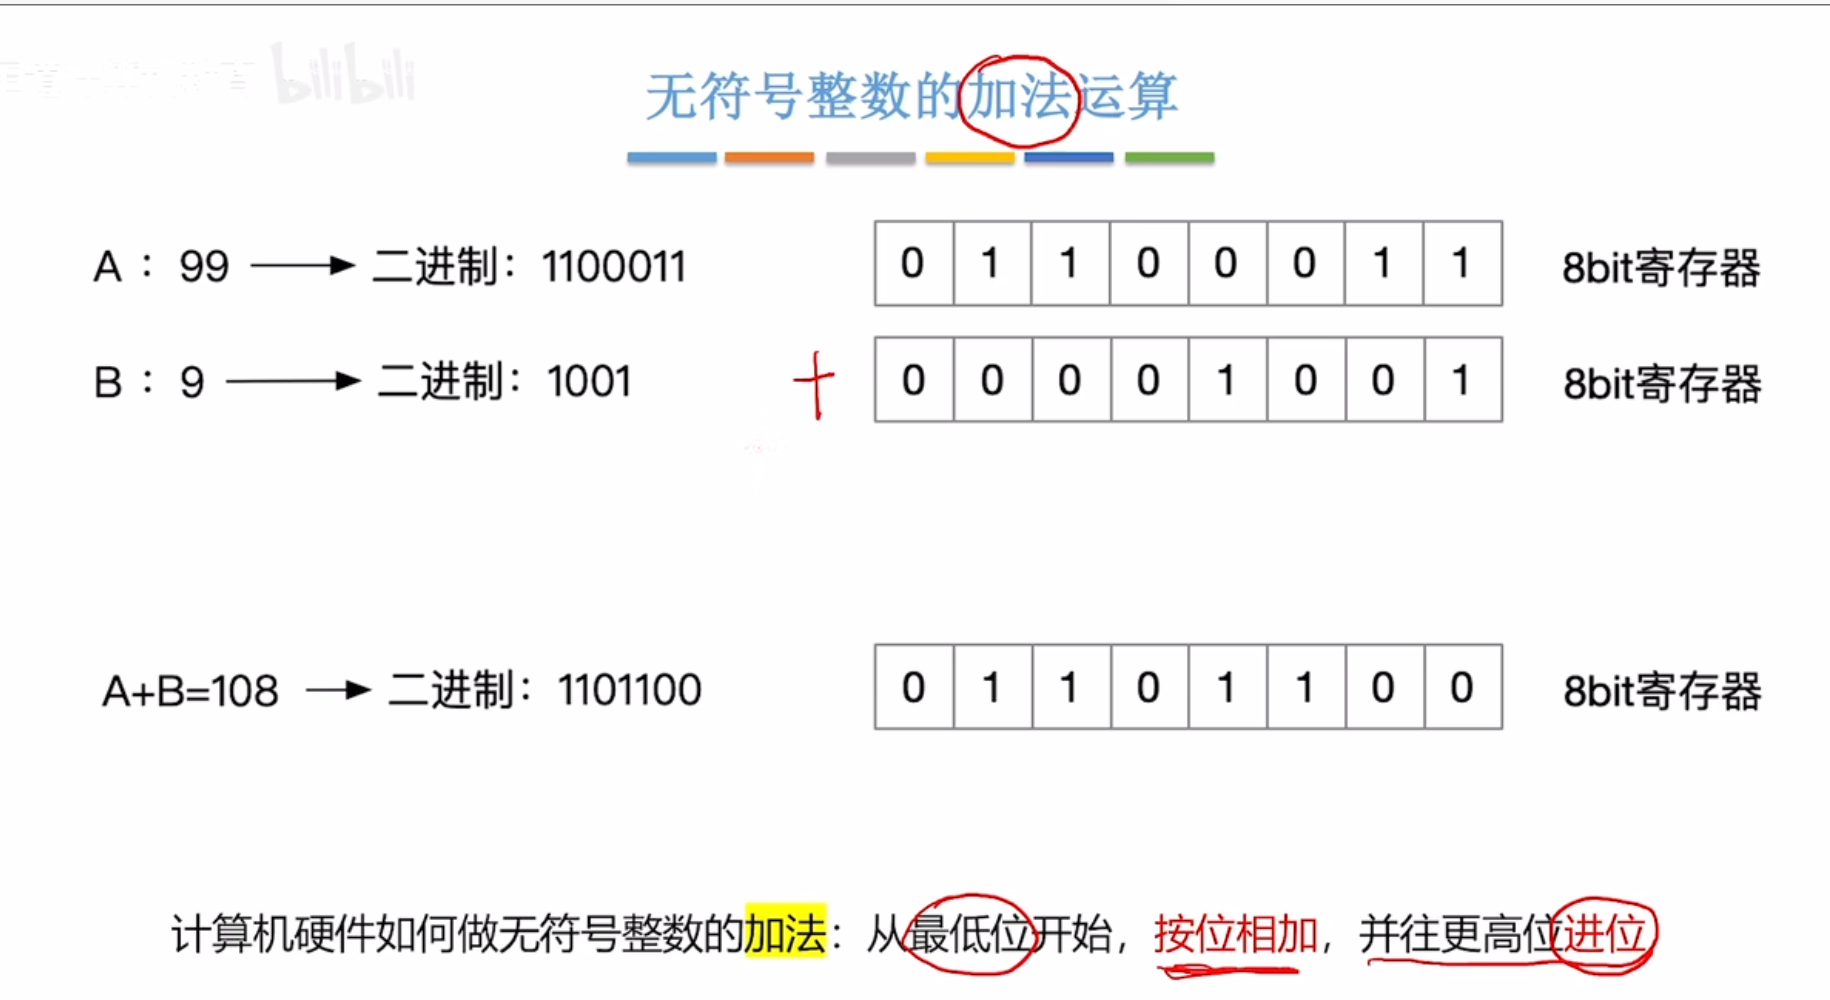 bilibili
无符号整数的加法运算
A：99 → 二进制：1100011 0 1 1 0 0 0 1 1 8bit寄存器
B：9 → 二进制：1001 + 0 0 0 0 1 0 0 1 8bit寄存器
A+B=108 → 二进制：1101100 0 1 1 0 1 1 0 0 8bit寄存器
计算机硬件如何做无符号整数的加法：从最低位开始，按位相加，并往更高位进位